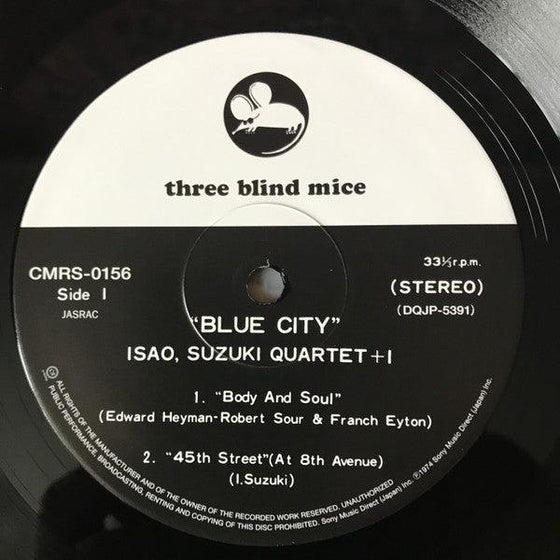 three blind mice
CMRS-0156
Side 1
JASRAC
33⅓r.p.m.
(STEREO)
(DQJP-5391)
"BLUE CITY"
ISAO, SUZUKI QUARTET+1
1. "Body And Soul"
(Edward Heyman-Robert Sour & Franch Eyton)
2. "45th Street"(At 8th Avenue)
(I.Suzuki)
ALL RIGHTS OF THE MANUFACTURER AND OF THE OWNER OF THE RECORDED WORK RESERVED. UNAUTHORIZED
PUBLIC PERFORMANCE, BROADCASTING, RENTING AND COPYING OF THIS DISC PROHIBITED. Sony Music Direct (Japan) Inc. ℗1974 Sony Music Direct (Japan) Inc.